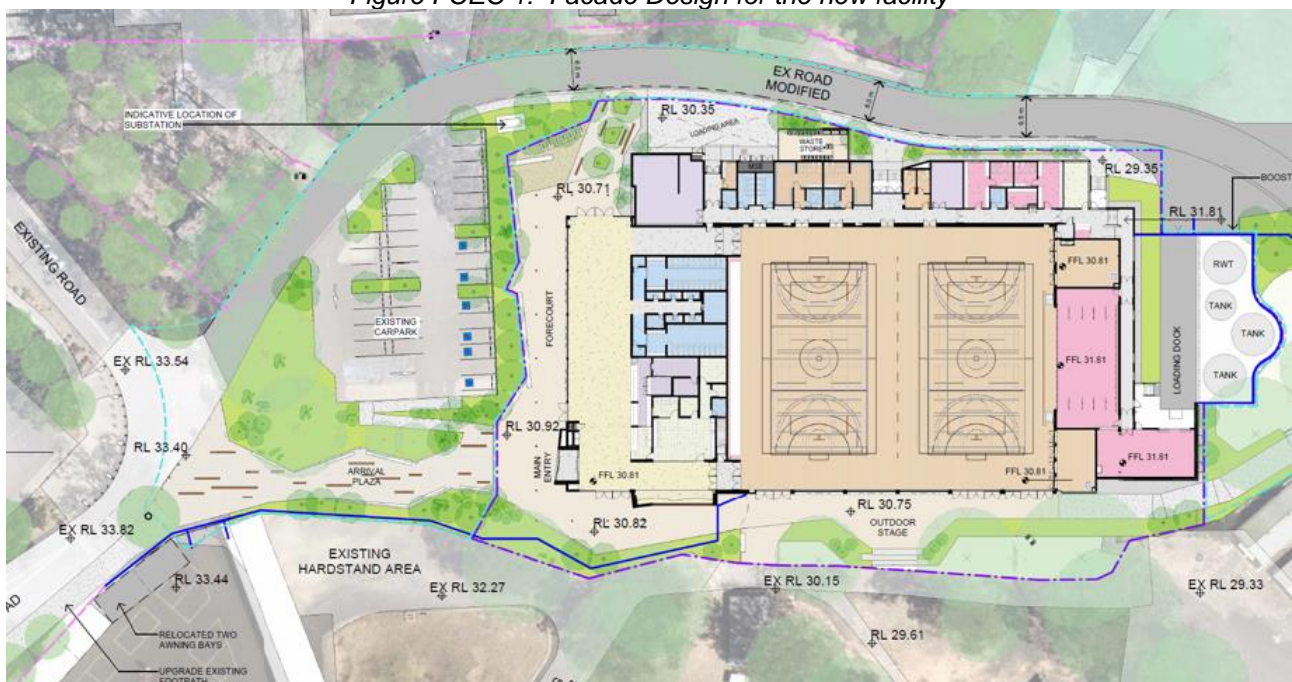 Figure PCEC-1: Facade Design for the new facility
EX ROAD
MODIFIED
INDICATIVE LOCATION OF
SUBSTATION
RL 30.35
LOADING AREA
WASTE
STORE
MSB
RL 29.35
BOOST
RL 30.71
RL 31.81
EXISTING ROAD
FFL 30.81
RWT
TANK
TANK
TANK
FORECOURT
EXISTING
CARPARK
LOADING DOCK
EX RL 33.54
FFL 31.81
RL 30.92
RL 33.40
MAIN
ENTRY
ARRIVAL
PLAZA
FFL 30.81
FFL 30.81
FFL 31.81
RL 30.75
OUTDOOR
STAGE
EX RL 33.82
RL 30.82
EXISTING
HARDSTAND AREA
RL 33.44
EX RL 32.27
EX RL 30.15
EX RL 29.33
RELOCATED TWO
AWNING BAYS
RL 29.61
UPGRADE EXISTING
FOOTPATH